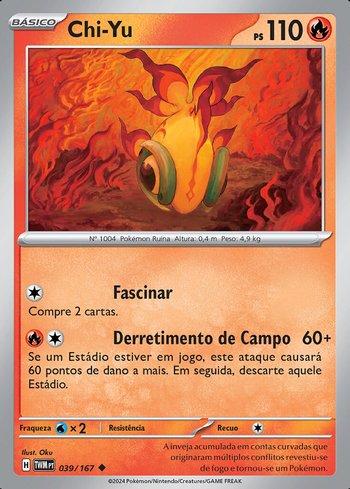 BÁSICO
Chi-Yu
PS 110
Nº 1004 Pokémon Ruína Altura: 0,4 m Peso: 4,9 kg
Fascinar
Compre 2 cartas.
Derretimento de Campo 60+
Se um Estádio estiver em jogo, este ataque causará
60 pontos de dano a mais. Em seguida, descarte aquele
Estádio.
Fraqueza ×2 Resistência Recuo
Ilust. Oku
H TWM PT 039/167
A inveja acumulada em contas curvadas que
originaram múltiplos conflitos revestiu-se
de fogo e tornou-se um Pokémon.
©2024 Pokémon/Nintendo/Creatures/GAME FREAK